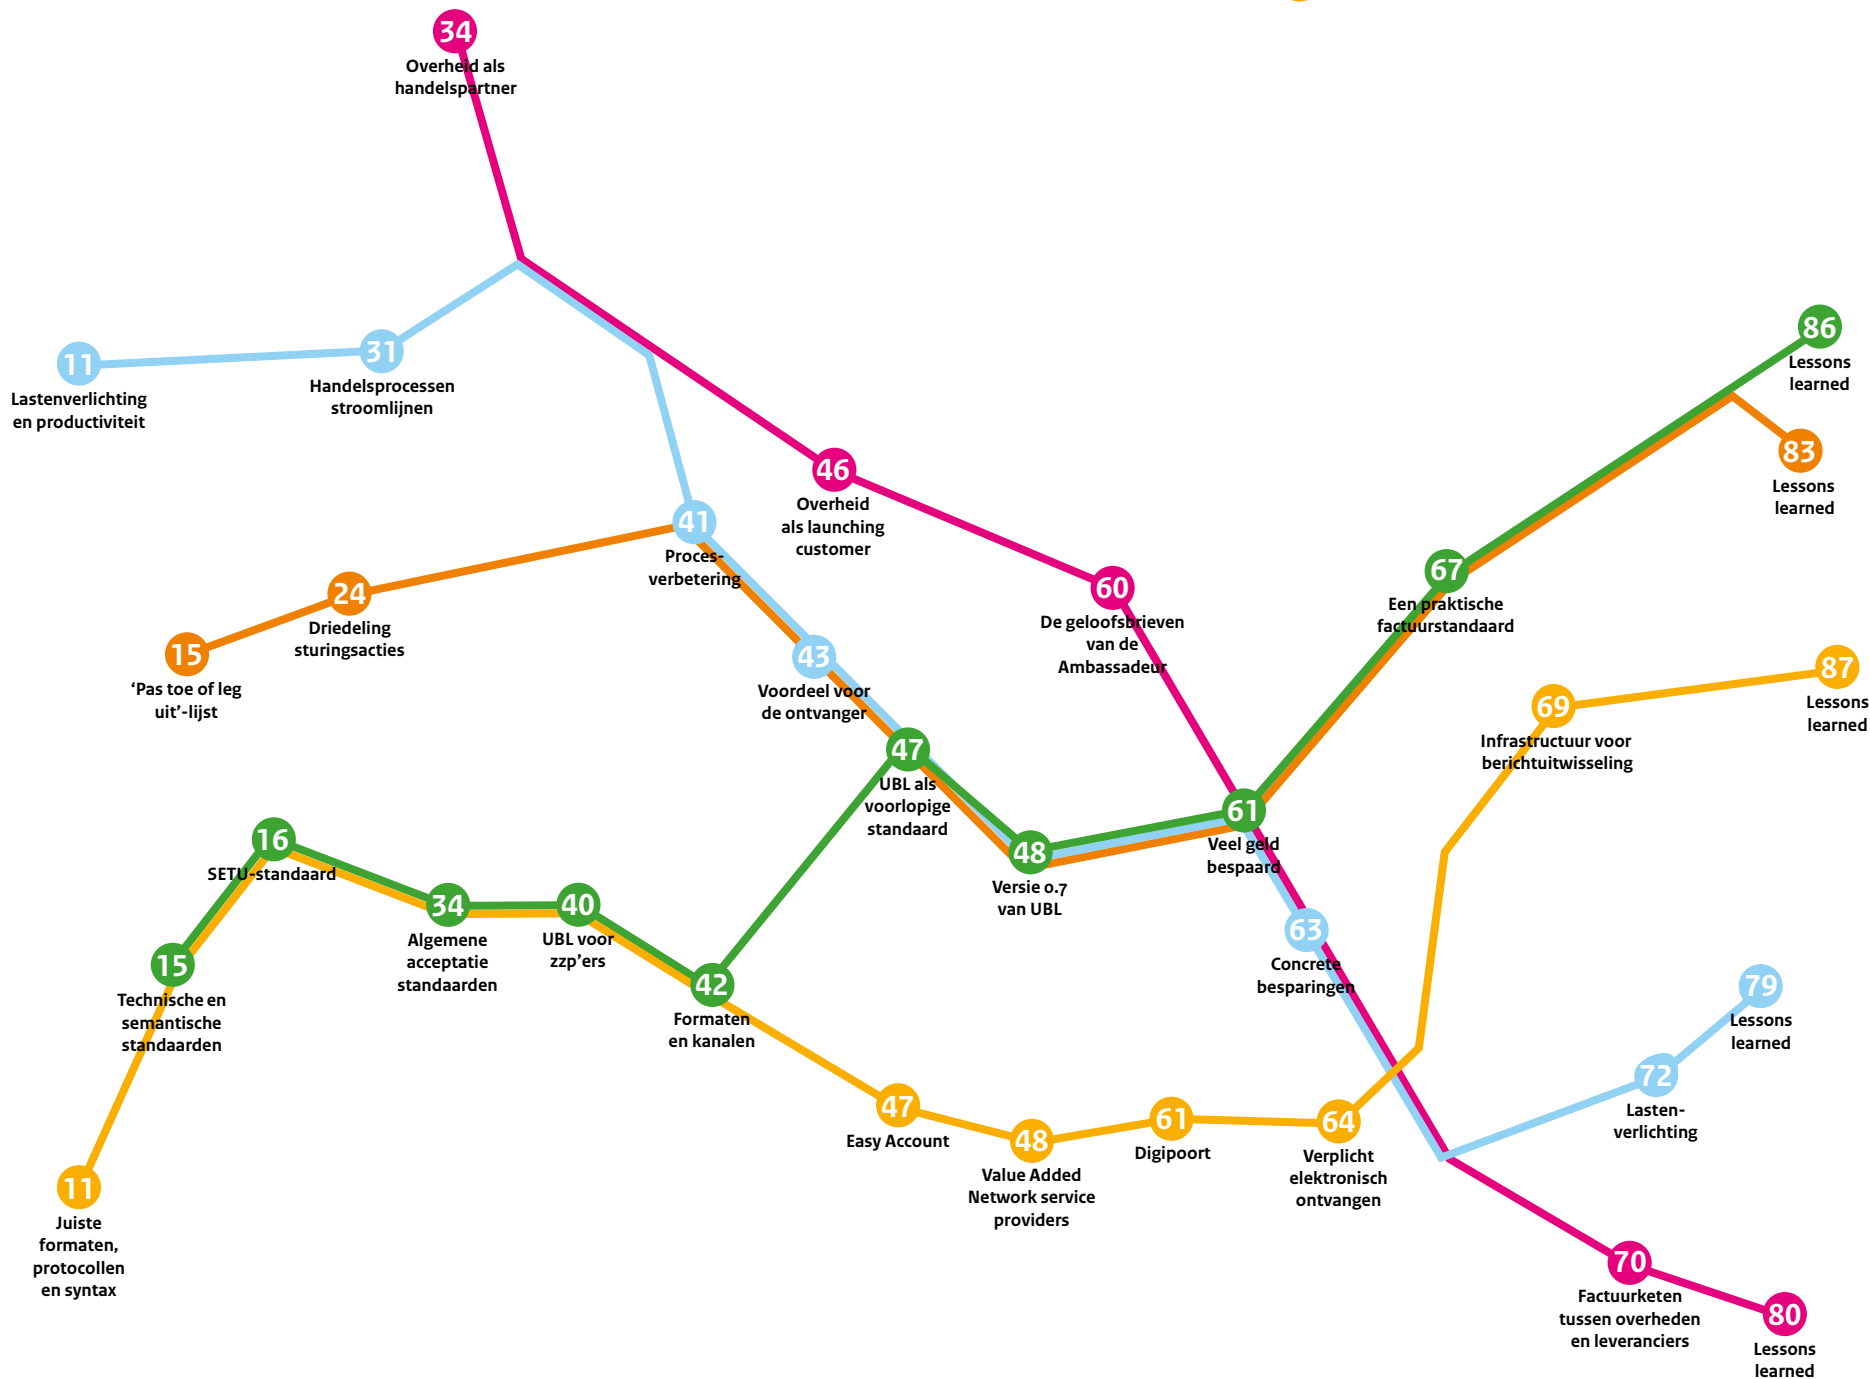 34
Overheid als
handelspartner
11
Lastenverlichting
en productiviteit
31
Handelsprocessen
stroomlijnen
86
Lessons
learned
83
Lessons
learned
46
Overheid
als launching
customer
41
Proces-
verbetering
24
Driedeling
sturingsacties
15
‘Pas toe of leg
uit’-lijst
60
De geloofsbrieven
van de
Ambassadeur
67
Een praktische
factuurstandaard
43
Voordeel voor
de ontvanger
87
Lessons
learned
69
Infrastructuur voor
berichtuitwisseling
47
UBL als
voorlopige
standaard
48
Versie 0.7
van UBL
61
Veel geld
bespaard
16
SETU-standaard
15
Technische en
semantische
standaarden
34
Algemene
acceptatie
standaarden
40
UBL voor
zzp’ers
42
Formaten
en kanalen
63
Concrete
besparingen
79
Lessons
learned
72
Lasten-
verlichting
47
Easy Account
48
Value Added
Network service
providers
61
Digipoort
64
Verplicht
elektronisch
ontvangen
11
Juiste
formaten,
protocollen
en syntax
70
Factuurketen
tussen overheden
en leveranciers
80
Lessons
learned